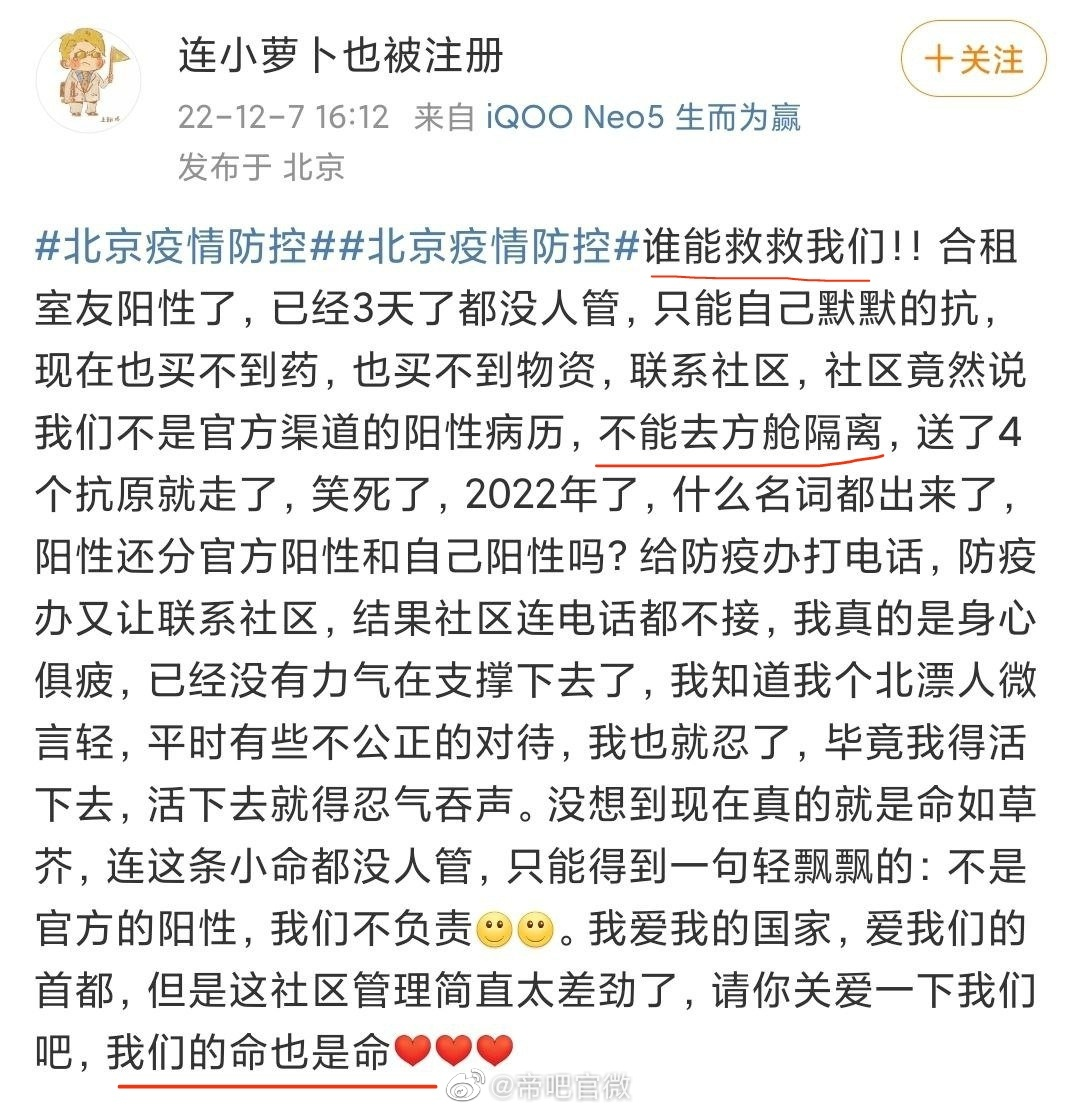 连小萝卜也被注册
+关注
22-12-7 16:12 来自 iQOO Neo5 生而为赢
发布于 北京
#北京疫情防控##北京疫情防控#谁能救救我们!! 合租
室友阳性了, 已经3天了都没人管, 只能自己默默的抗,
现在也买不到药, 也买不到物资, 联系社区, 社区竟然说
我们不是官方渠道的阳性病历, 不能去方舱隔离, 送了4
个抗原就走了, 笑死了, 2022年了, 什么名词都出来了,
阳性还分官方阳性和自己阳性吗? 给防疫办打电话, 防疫
办又让联系社区, 结果社区连电话都不接, 我真的是身心
俱疲, 已经没有力气在支撑下去了, 我知道我个北漂人微
言轻, 平时有些不公正的对待, 我也就忍了, 毕竟我得活
下去, 活下去就得忍气吞声。没想到现在真的就是命如草
芥, 连这条小命都没人管, 只能得到一句轻飘飘的: 不是
官方的阳性, 我们不负责🙂🙂。我爱我的国家, 爱我们的
首都, 但是这社区管理简直太差劲了, 请你关爱一下我们
吧, 我们的命也是命❤❤❤
@帝吧官微